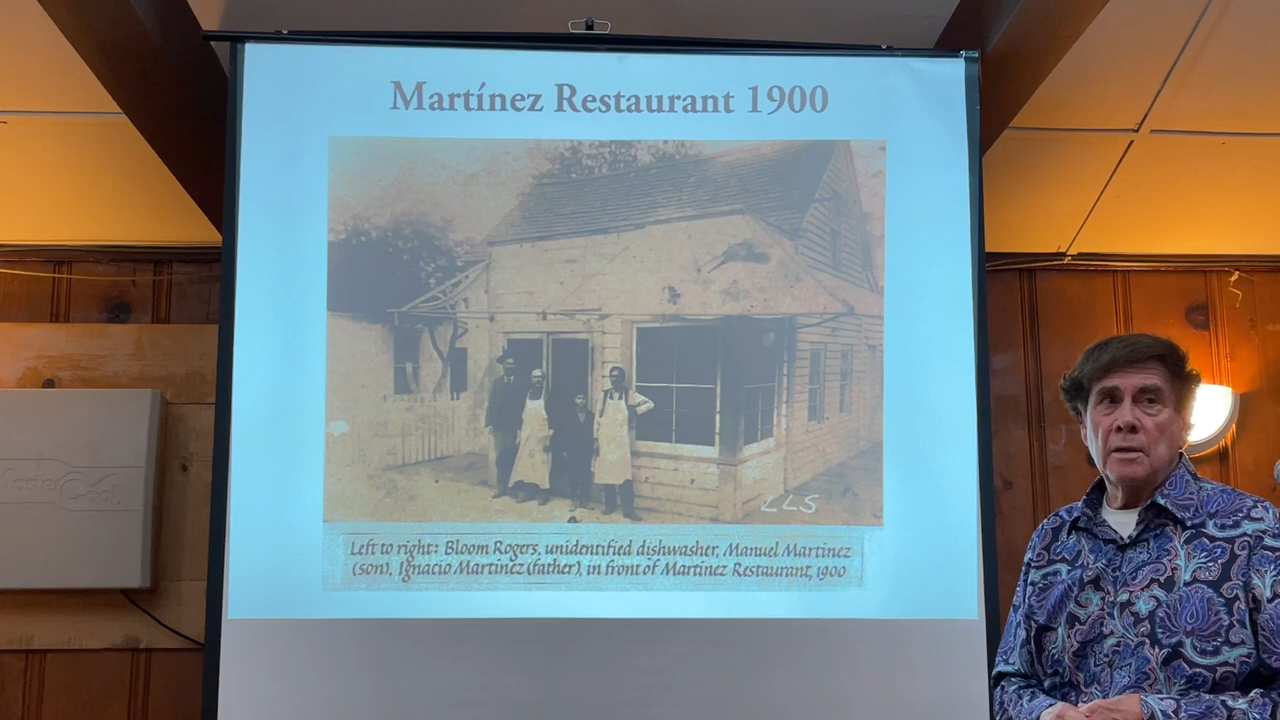 Martínez Restaurant 1900
LLS
Left to right: Bloom Rogers, unidentified dishwasher, Manuel Martinez
(son), Ignacio Martinez (father), in front of Martinez Restaurant, 1900
MasterCool